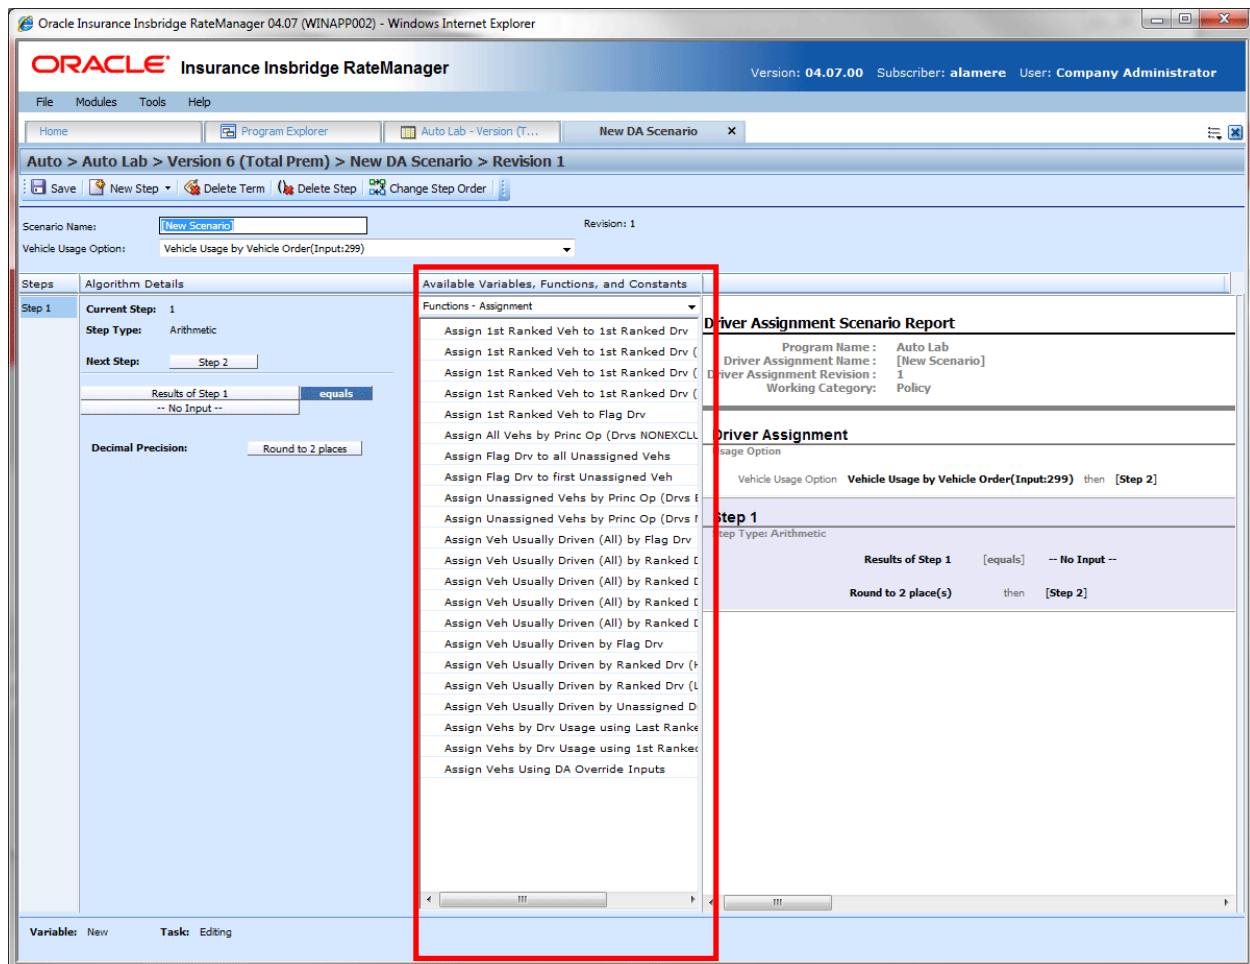 Oracle Insurance Insbridge RateManager 04.07 (WINAPP002) - Windows Internet Explorer
ORACLE Insurance Insbridge RateManager
Version: 04.07.00 Subscriber: alamere User: Company Administrator
File Modules Tools Help
Home Program Explorer Auto Lab - Version (T... New DA Scenario
Auto > Auto Lab > Version 6 (Total Prem) > New DA Scenario > Revision 1
Save New Step Delete Term Delete Step Change Step Order
Scenario Name: [New Scenario] Revision: 1
Vehicle Usage Option: Vehicle Usage by Vehicle Order(Input:299)
Steps Algorithm Details Available Variables, Functions, and Constants
Step 1
Current Step: 1
Step Type: Arithmetic
Next Step: Step 2
Results of Step 1 equals
-- No Input --
Decimal Precision: Round to 2 places
Functions - Assignment
Assign 1st Ranked Veh to 1st Ranked Drv
Assign 1st Ranked Veh to 1st Ranked Drv (
Assign 1st Ranked Veh to 1st Ranked Drv (
Assign 1st Ranked Veh to 1st Ranked Drv (
Assign 1st Ranked Veh to Flag Drv
Assign All Vehs by Princ Op (Drvs NONEXCLU
Assign Flag Drv to all Unassigned Vehs
Assign Flag Drv to first Unassigned Veh
Assign Unassigned Vehs by Princ Op (Drvs
Assign Unassigned Vehs by Princ Op (Drvs
Assign Veh Usually Driven (All) by Flag Drv
Assign Veh Usually Driven (All) by Ranked
Assign Veh Usually Driven (All) by Ranked
Assign Veh Usually Driven (All) by Ranked
Assign Veh Usually Driven (All) by Ranked
Assign Veh Usually Driven by Flag Drv
Assign Veh Usually Driven by Ranked Drv (H
Assign Veh Usually Driven by Ranked Drv (L
Assign Veh Usually Driven by Unassigned D
Assign Vehs by Drv Usage using Last Ranke
Assign Vehs by Drv Usage using 1st Ranked
Assign Vehs Using DA Override Inputs
Driver Assignment Scenario Report
Program Name : Auto Lab
Driver Assignment Name : [New Scenario]
Driver Assignment Revision : 1
Working Category: Policy
Driver Assignment
Usage Option
Vehicle Usage Option Vehicle Usage by Vehicle Order(Input:299) then [Step 2]
Step 1
Step Type: Arithmetic
Results of Step 1 [equals] -- No Input --
Round to 2 place(s) then [Step 2]
Variable: New Task: Editing